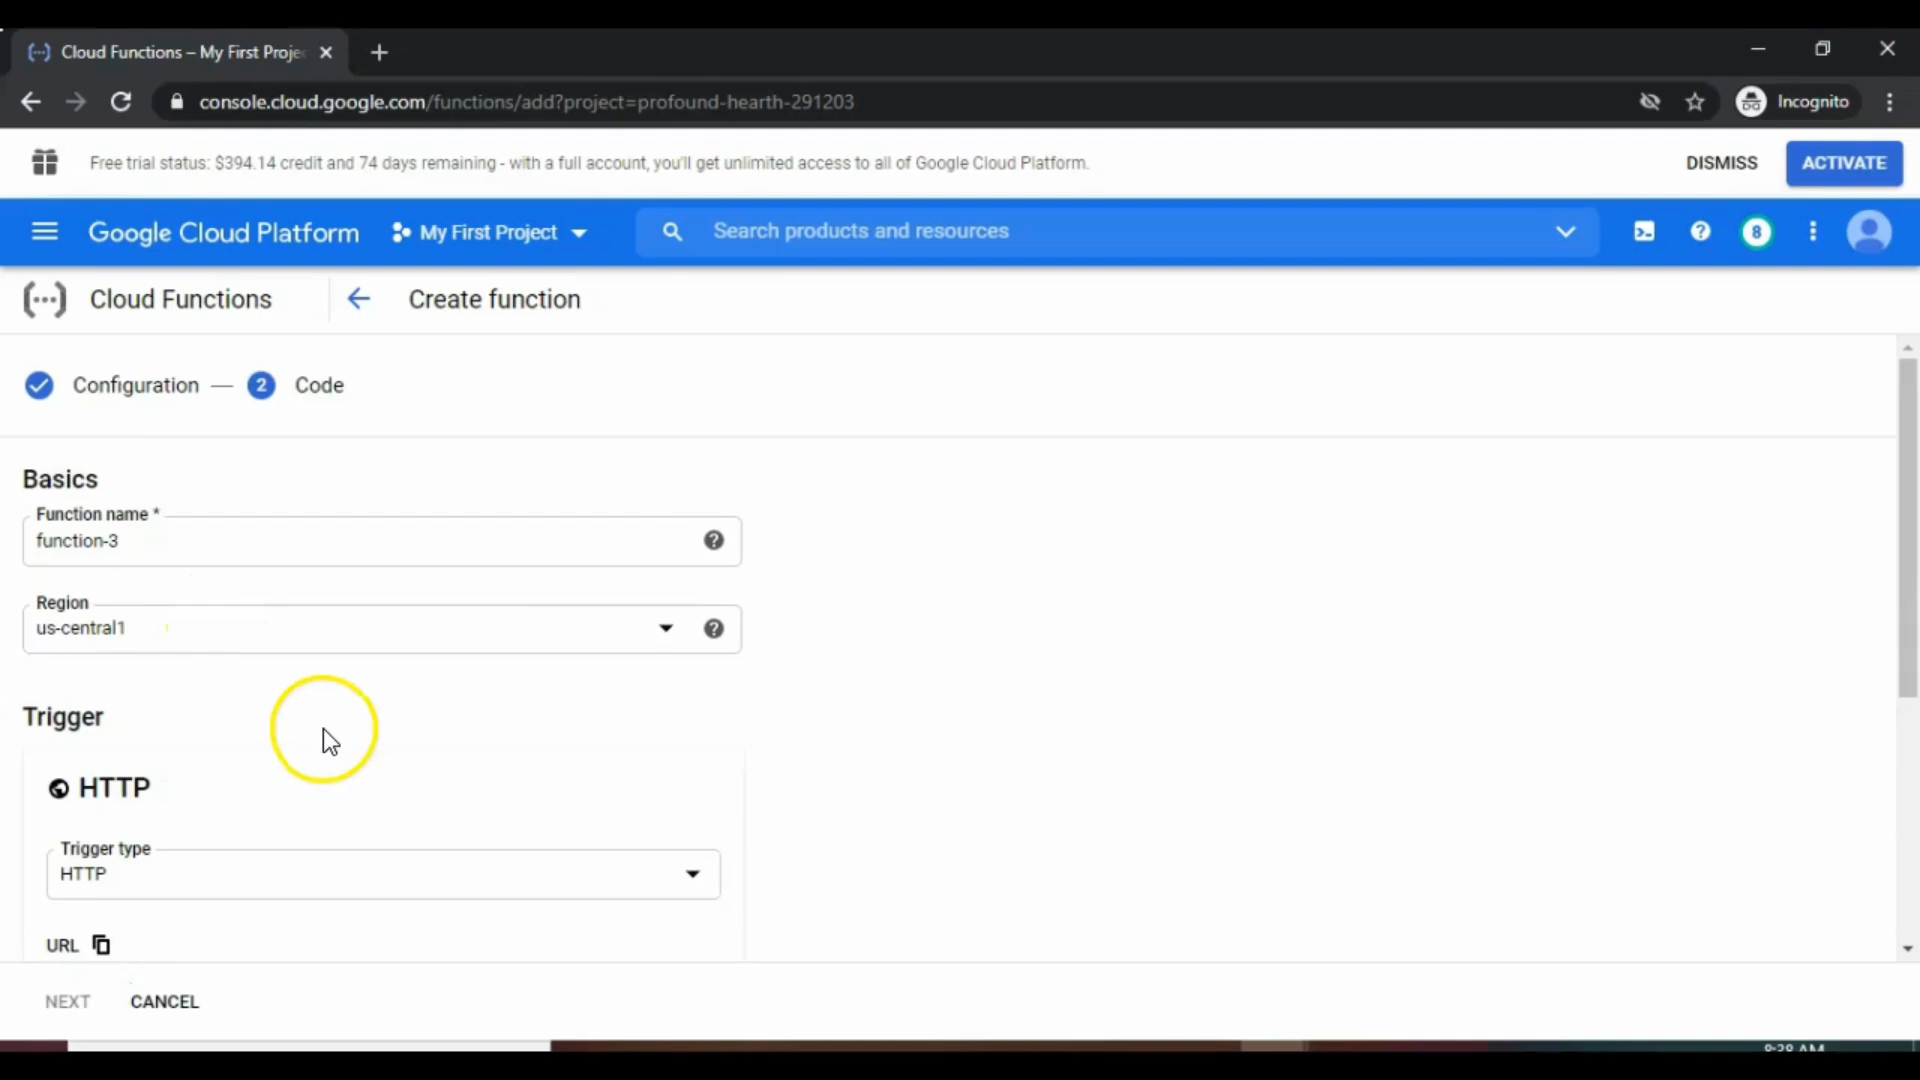 Cloud Functions – My First Proje
console.cloud.google.com/functions/add?project=profound-hearth-291203
Incognito
Free trial status: $394.14 credit and 74 days remaining - with a full account, you'll get unlimited access to all of Google Cloud Platform.
DISMISS
ACTIVATE
Google Cloud Platform
My First Project
Search products and resources
8
Cloud Functions
Create function
Configuration — 2 Code
Basics
Function name *
function-3
Region
us-central1
Trigger
HTTP
Trigger type
HTTP
URL
NEXT
CANCEL